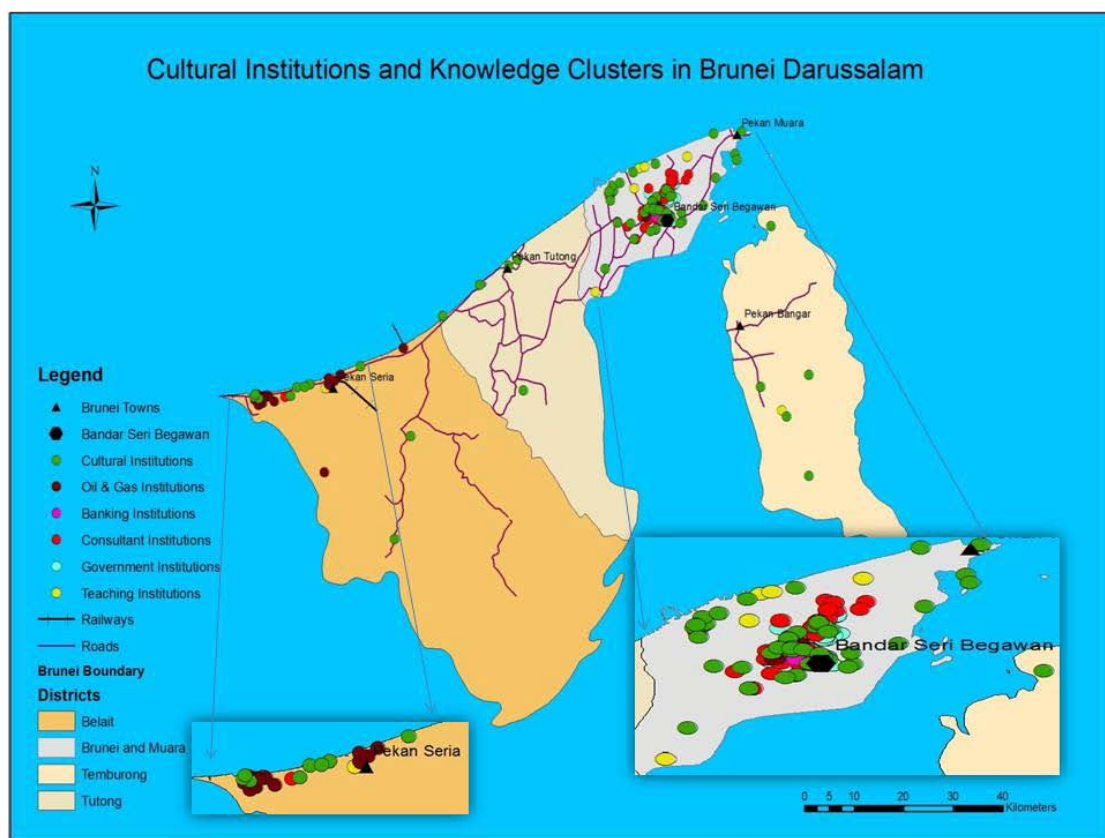 Cultural Institutions and Knowledge Clusters in Brunei Darussalam
N
Pekan Muara
Bandar Seri Begawan
Pekan Tutong
Pekan Bangar
Pekan Seria
Legend
Brunei Towns
Bandar Seri Begawan
Cultural Institutions
Oil & Gas Institutions
Banking Institutions
Consultant Institutions
Government Institutions
Teaching Institutions
Railways
Roads
Brunei Boundary
Districts
Belait
Brunei and Muara
Temburong
Tutong
Pekan Seria
Bandar Seri Begawan
0 5 10 20 30 40
Kilometers